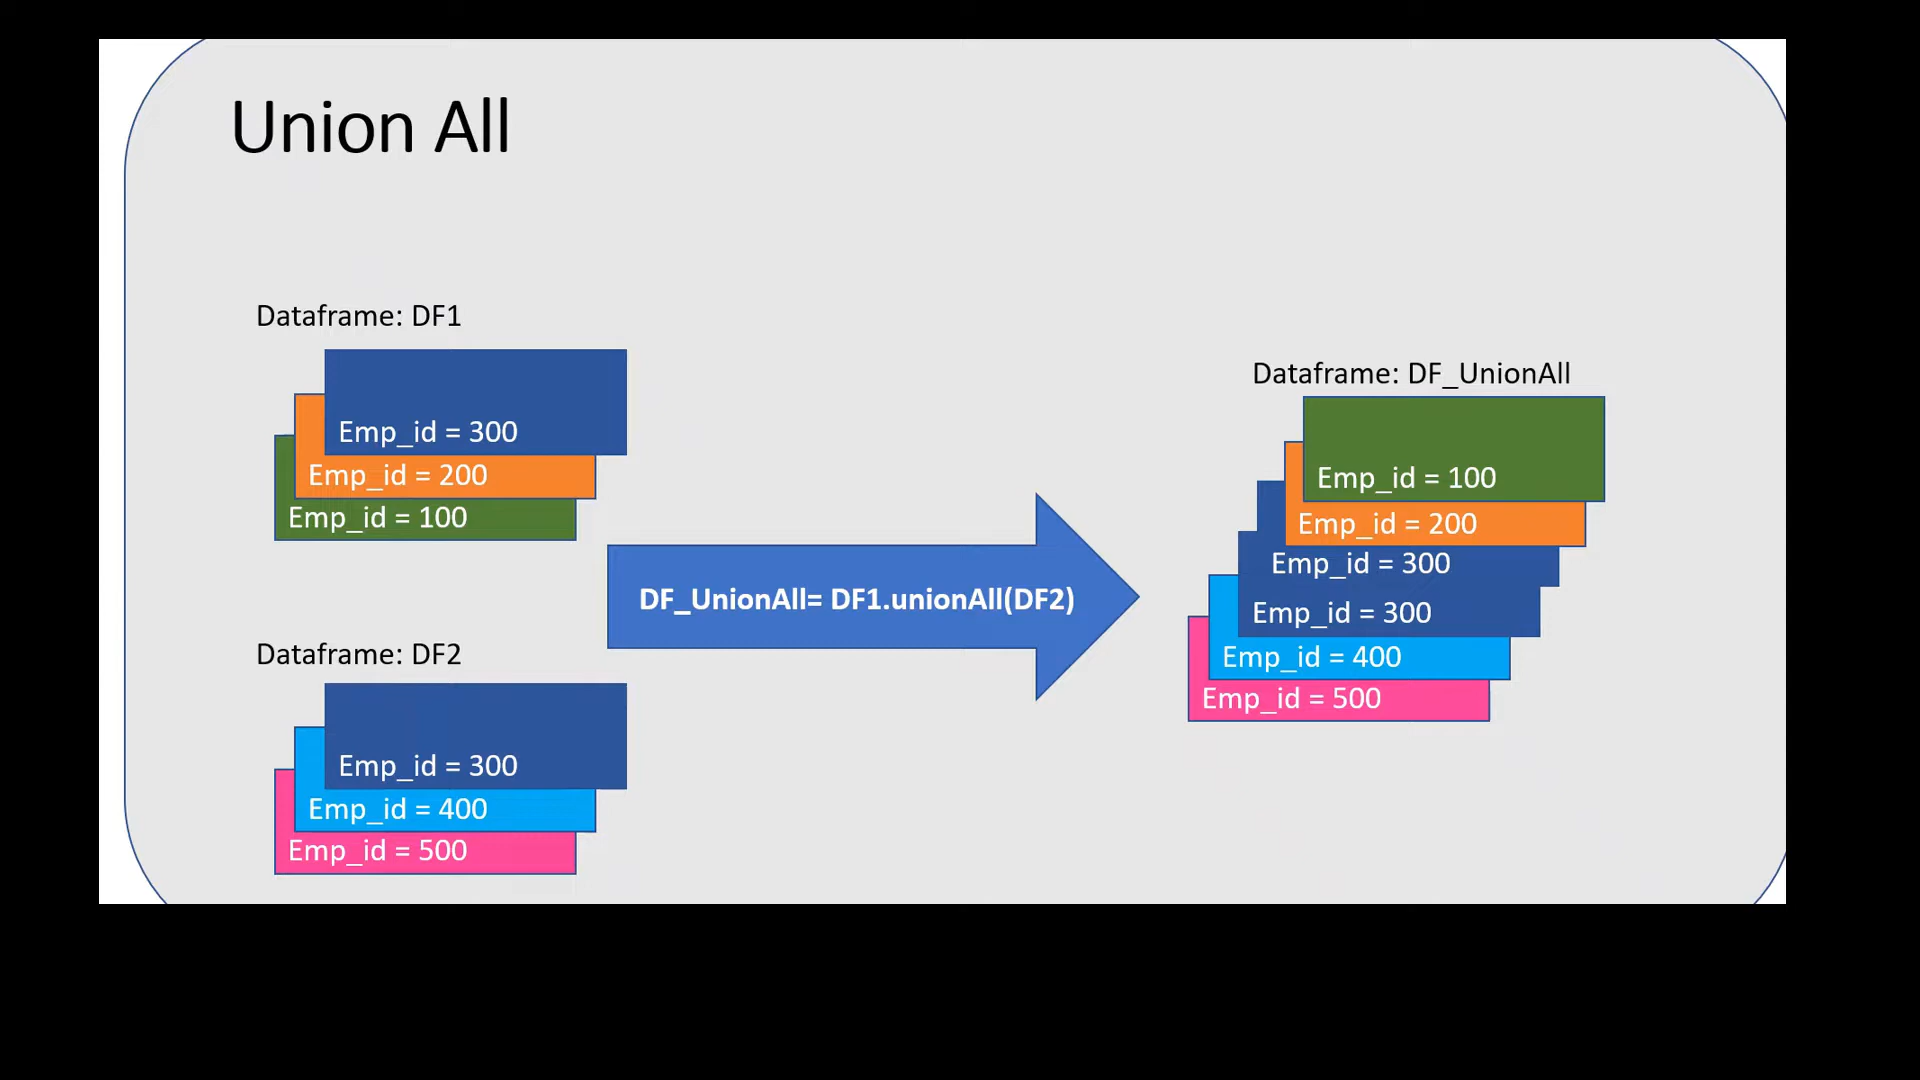 Union All
Dataframe: DF1
Emp_id = 300
Emp_id = 200
Emp_id = 100
Dataframe: DF2
Emp_id = 300
Emp_id = 400
Emp_id = 500
DF_UnionAll= DF1.unionAll(DF2)
Dataframe: DF_UnionAll
Emp_id = 100
Emp_id = 200
Emp_id = 300
Emp_id = 300
Emp_id = 400
Emp_id = 500